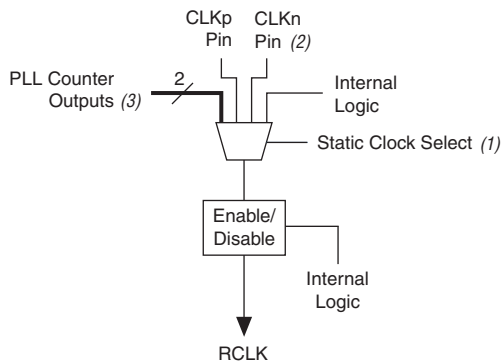 CLKp
Pin
CLKn
Pin (2)
PLL Counter
Outputs (3)
2
Internal
Logic
Static Clock Select (1)
Enable/
Disable
Internal
Logic
RCLK